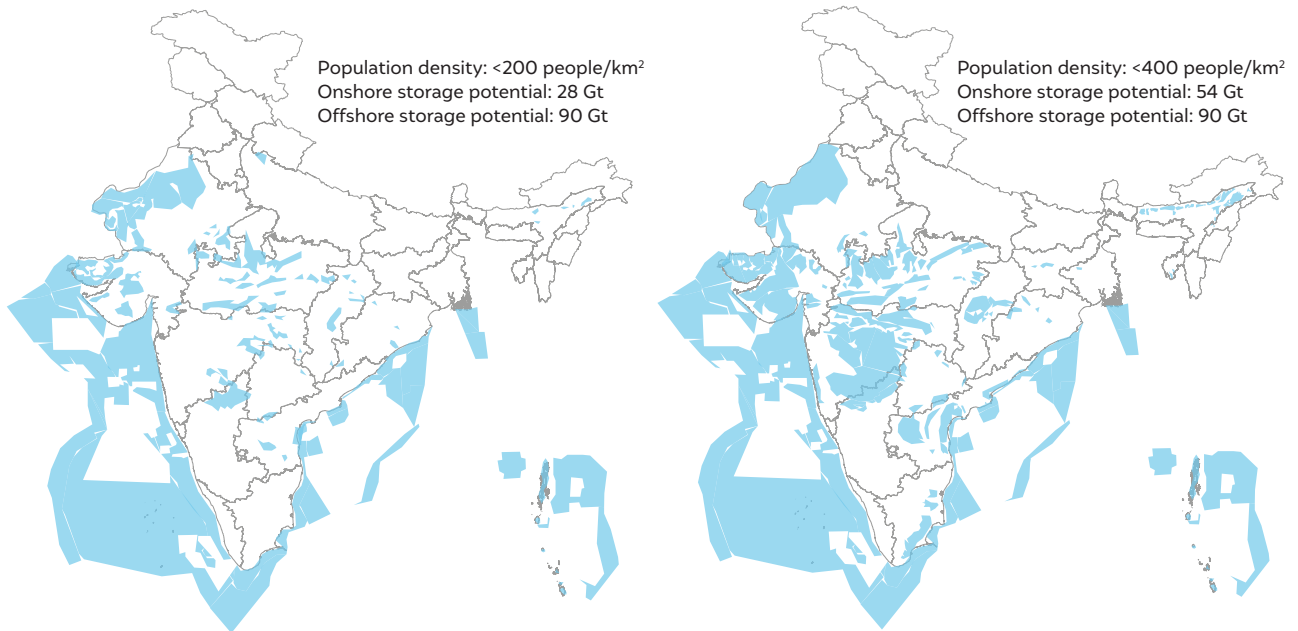 Population density: <200 people/km²
Onshore storage potential: 28 Gt
Offshore storage potential: 90 Gt
Population density: <400 people/km²
Onshore storage potential: 54 Gt
Offshore storage potential: 90 Gt